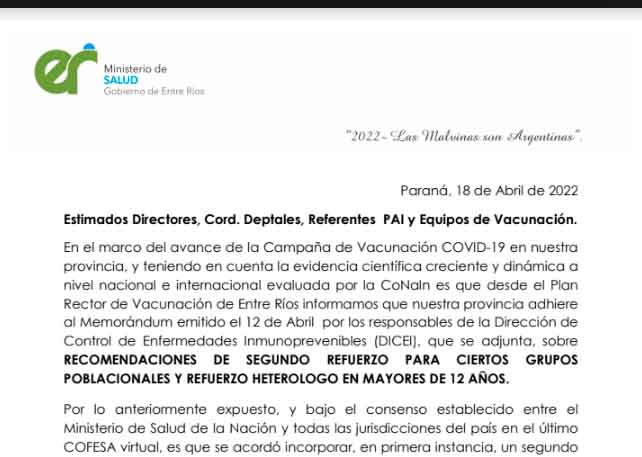 er
Ministerio de
SALUD
Gobierno de Entre Ríos
"2022- Las Malvinas son Argentinas".
Paraná, 18 de Abril de 2022
Estimados Directores, Cord. Deptales, Referentes PAI y Equipos de Vacunación.
En el marco del avance de la Campaña de Vacunación COVID-19 en nuestra
provincia, y teniendo en cuenta la evidencia científica creciente y dinámica a
nivel nacional e internacional evaluada por la CoNaIn es que desde el Plan
Rector de Vacunación de Entre Ríos informamos que nuestra provincia adhiere
al Memorándum emitido el 12 de Abril por los responsables de la Dirección de
Control de Enfermedades Inmunoprevenibles (DICEI), que se adjunta, sobre
RECOMENDACIONES DE SEGUNDO REFUERZO PARA CIERTOS GRUPOS
POBLACIONALES Y REFUERZO HETEROLOGO EN MAYORES DE 12 AÑOS.
Por lo anteriormente expuesto, y bajo el consenso establecido entre el
Ministerio de Salud de la Nación y todas las jurisdicciones del país en el último
COFESA virtual, es que se acordó incorporar, en primera instancia, un segundo